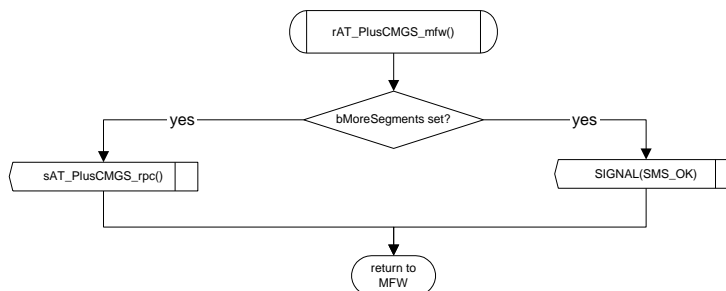 rAT_PlusCMGS_mfw()
bMoreSegments set?
yes
yes
sAT_PlusCMGS_rpc()
SIGNAL(SMS_OK)
return to
MFW